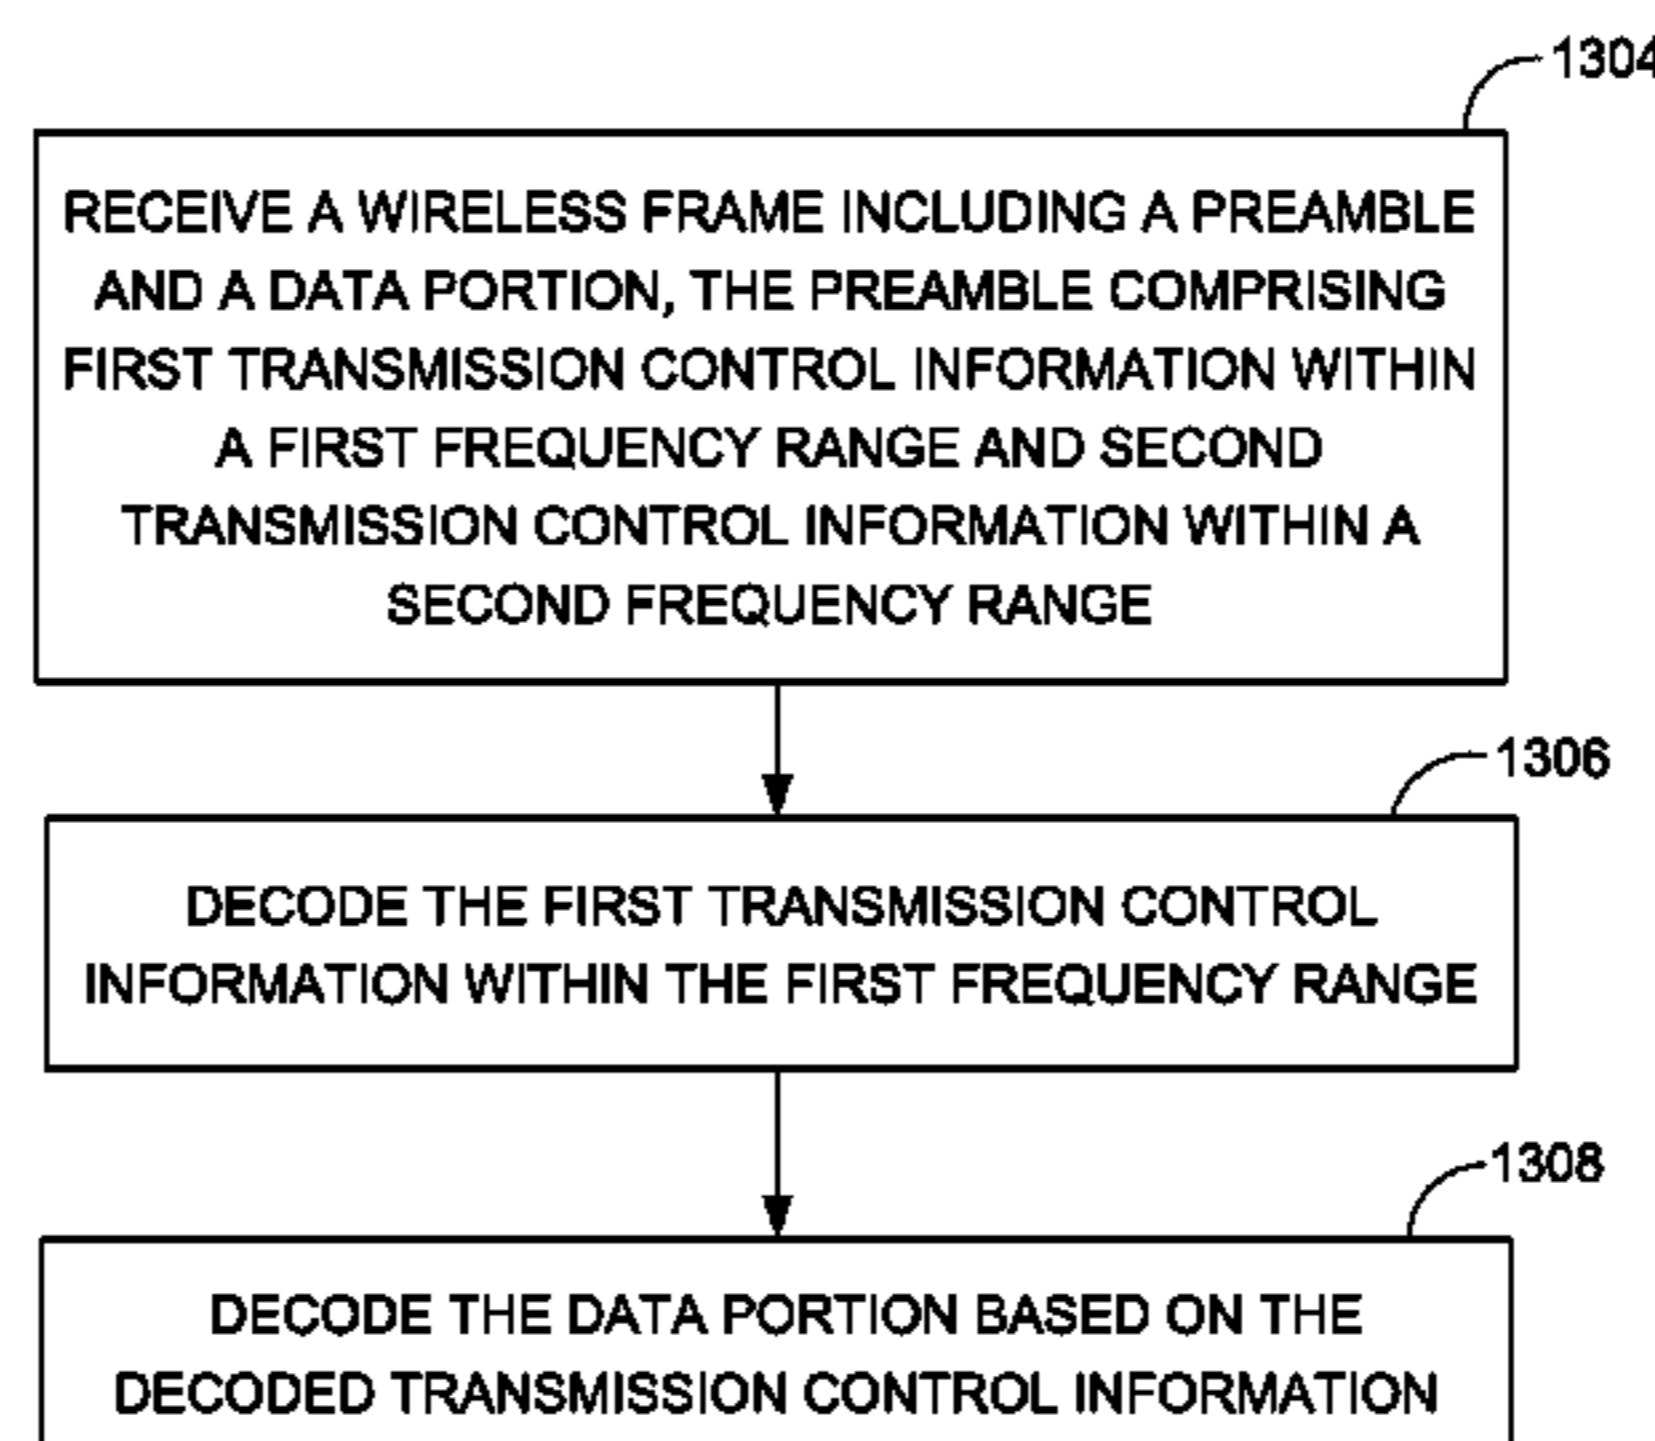 1304
RECEIVE A WIRELESS FRAME INCLUDING A PREAMBLE
AND A DATA PORTION, THE PREAMBLE COMPRISING
FIRST TRANSMISSION CONTROL INFORMATION WITHIN
A FIRST FREQUENCY RANGE AND SECOND
TRANSMISSION CONTROL INFORMATION WITHIN A
SECOND FREQUENCY RANGE
1306
DECODE THE FIRST TRANSMISSION CONTROL
INFORMATION WITHIN THE FIRST FREQUENCY RANGE
1308
DECODE THE DATA PORTION BASED ON THE
DECODED TRANSMISSION CONTROL INFORMATION